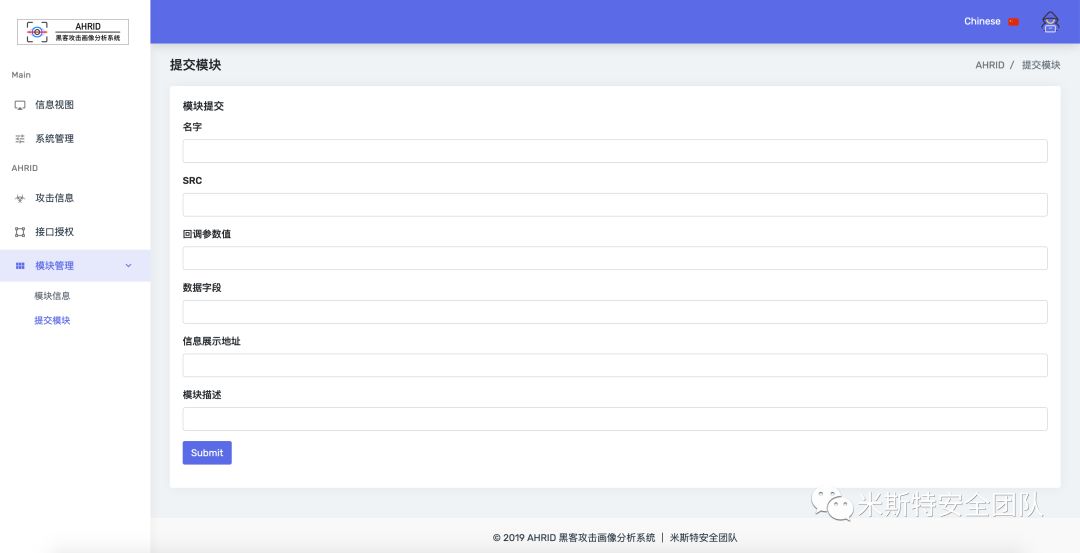 AHRID
黑客攻击画像分析系统
Chinese
Main
信息视图
系统管理
AHRID
攻击信息
接口授权
模块管理
模块信息
提交模块
提交模块
AHRID / 提交模块
模块提交
名字
SRC
回调参数值
数据字段
信息展示地址
模块描述
Submit
米斯特安全团队
© 2019 AHRID 黑客攻击画像分析系统 | 米斯特安全团队